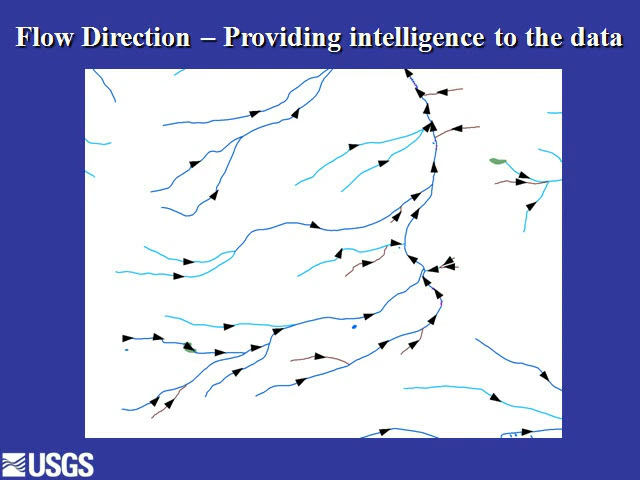 Flow Direction – Providing intelligence to the data
USGS